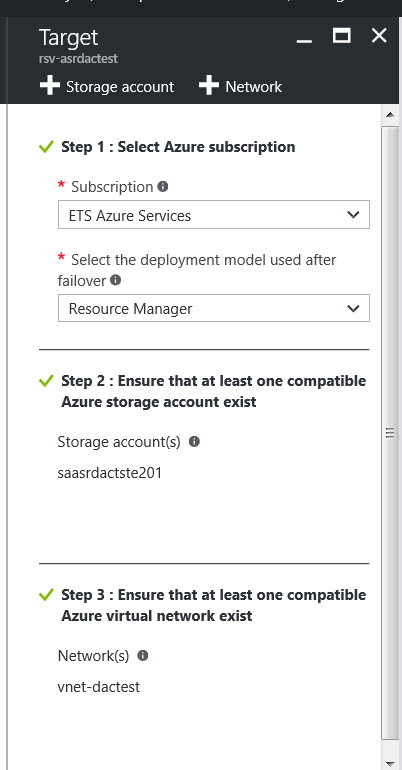 Target
rsv-asrdactest
Storage account Network
Step 1 : Select Azure subscription
* Subscription
ETS Azure Services
* Select the deployment model used after
failover
Resource Manager
Step 2 : Ensure that at least one compatible
Azure storage account exist
Storage account(s)
saasrdactste201
Step 3 : Ensure that at least one compatible
Azure virtual network exist
Network(s)
vnet-dactest